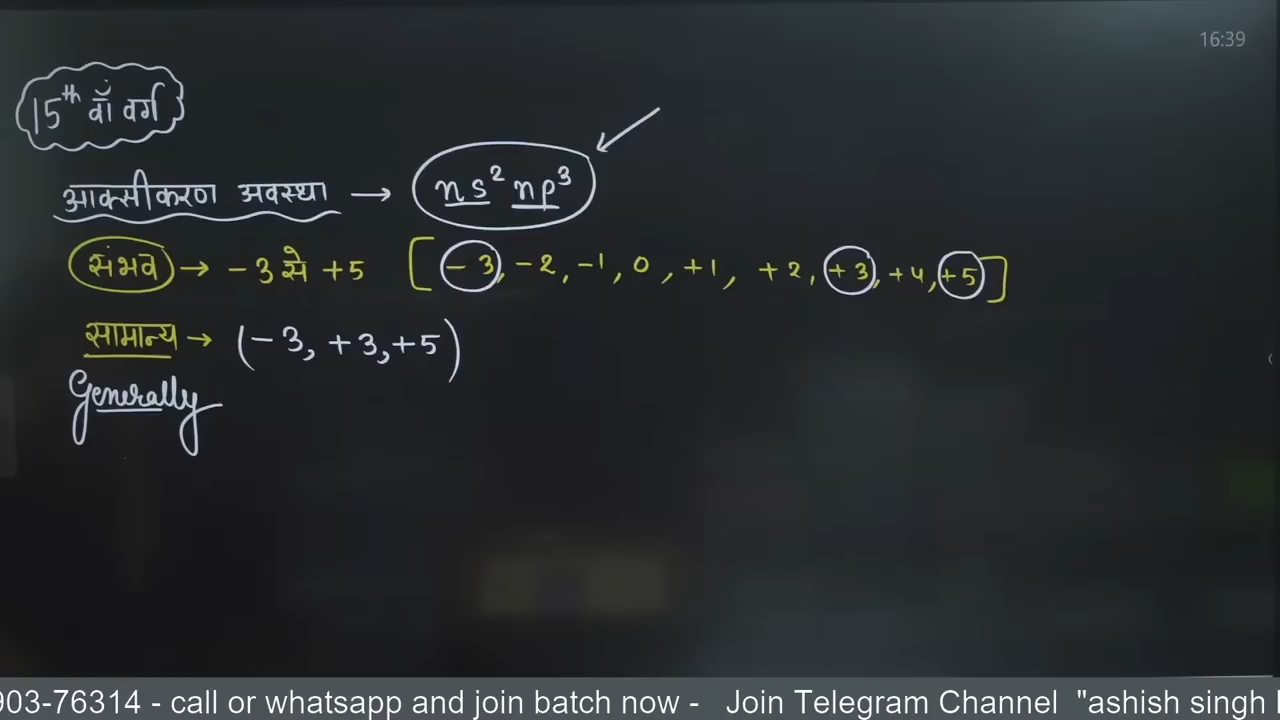 16:39
15th वाँ वर्ग
आक्सीकरण अवस्था → ns² np³
संभव → -3 से +5 [-3, -2, -1, 0, +1, +2, +3, +4, +5]
सामान्य → (-3, +3, +5)
Generally
903-76314 - call or whatsapp and join batch now - Join Telegram Channel "ashish singh